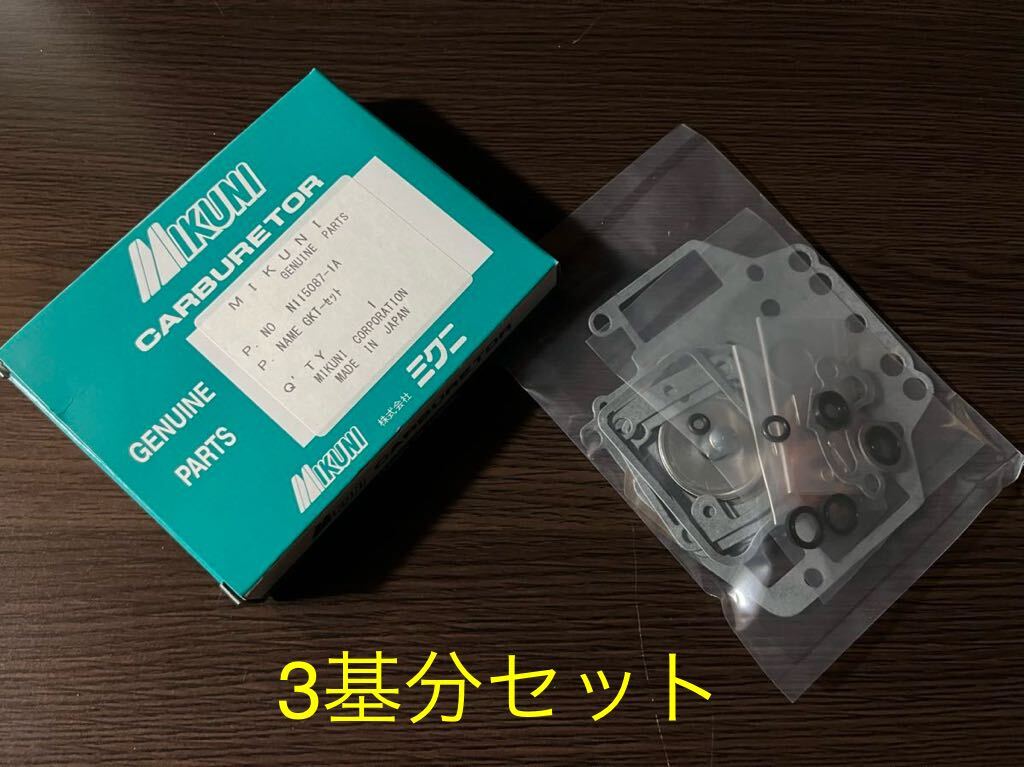 MIKUNI
CARBURETOR
GENUINE
PARTS
MIKUNI
GENUINE PARTS
P. NO N115087-1A
P. NAME GKT-セット
Q'TY 1
MIKUNI CORPORATION
MADE IN JAPAN
株式会社 ミクニ
MIKUNI
CARBURETOR
3基分セット